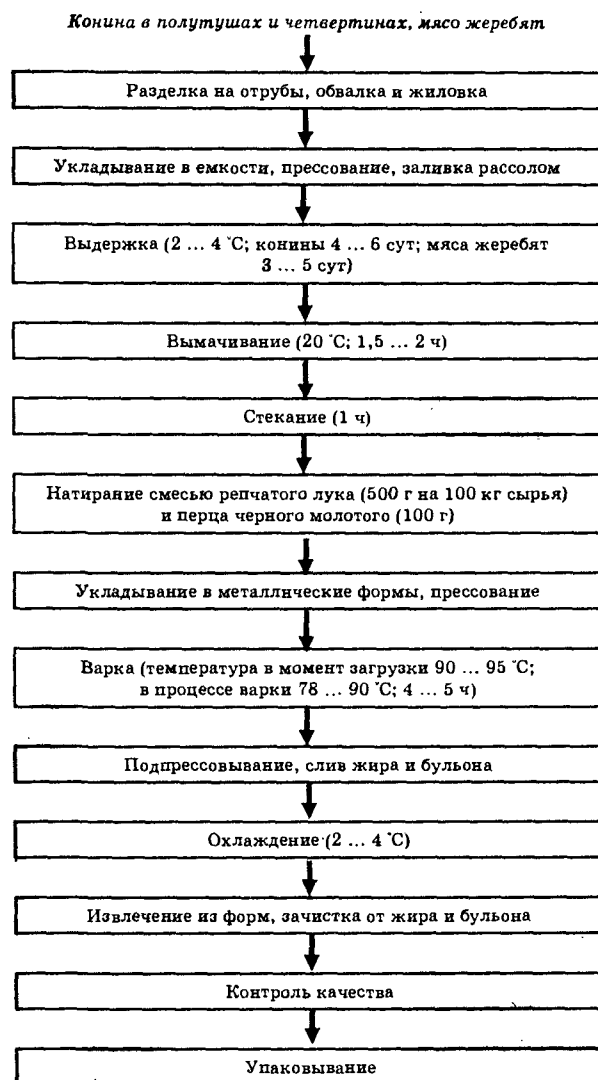 Конина в полутушах и четвертинах, мясо жеребят
Разделка на отрубы, обвалка и жиловка
Укладывание в емкости, прессование, заливка рассолом
Выдержка (2 ... 4 °С; конины 4 ... 6 сут; мяса жеребят
3 ... 5 сут)
Вымачивание (20 °С; 1,5 ... 2 ч)
Стекание (1 ч)
Натирание смесью репчатого лука (500 г на 100 кг сырья)
и перца черного молотого (100 г)
Укладывание в металлические формы, прессование
Варка (температура в момент загрузки 90 ... 95 °С;
в процессе варки 78 ... 90 °С; 4 ... 5 ч)
Подпрессовывание, слив жира и бульона
Охлаждение (2 ... 4 °С)
Извлечение из форм, зачистка от жира и бульона
Контроль качества
Упаковывание